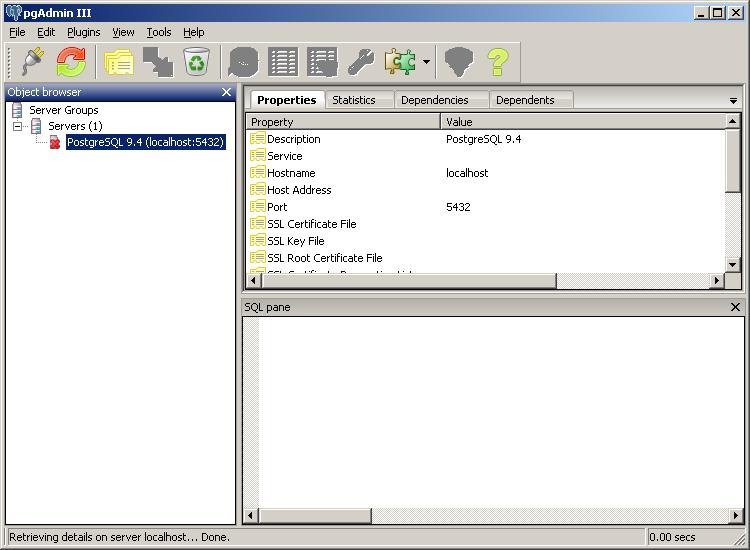 pgAdmin III
File Edit Plugins View Tools Help
Object browser
Server Groups
Servers (1)
PostgreSQL 9.4 (localhost:5432)
Properties Statistics Dependencies Dependents
Property Value
Description PostgreSQL 9.4
Service
Hostname localhost
Host Address
Port 5432
SSL Certificate File
SSL Key File
SSL Root Certificate File
SQL pane
Retrieving details on server localhost... Done.
0.00 secs